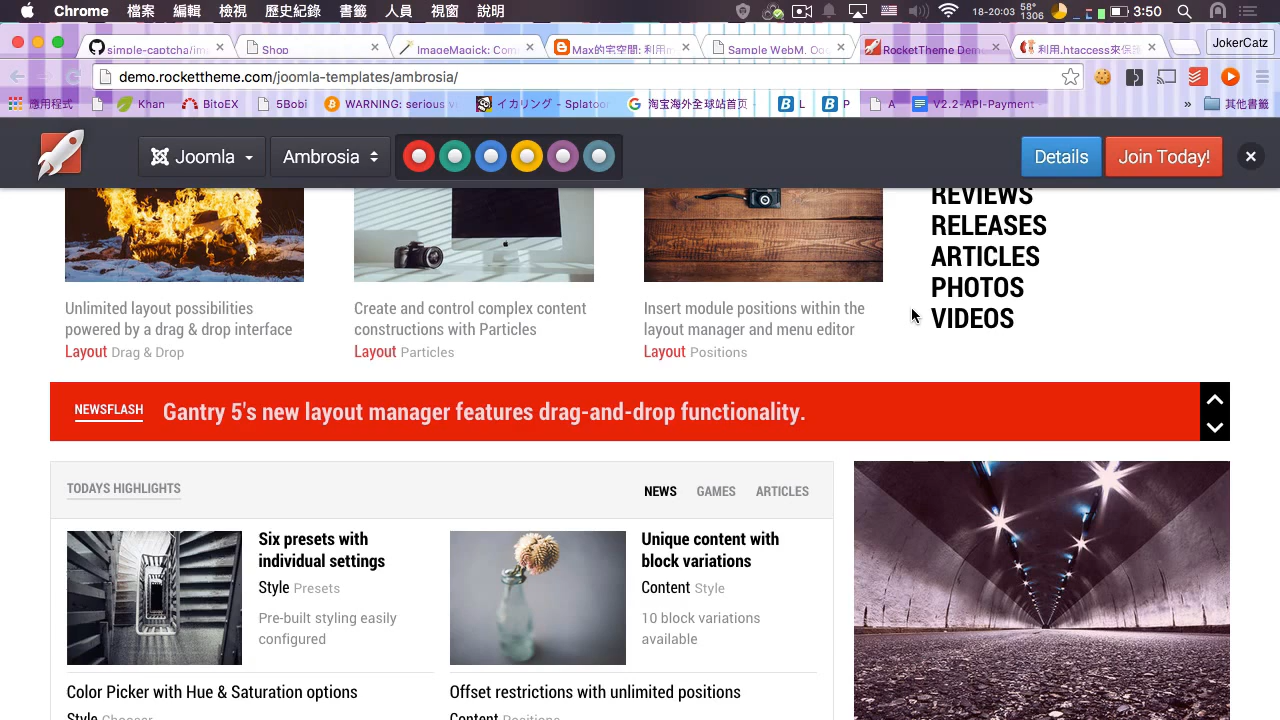 Chrome 檔案 編輯 檢視 歷史紀錄 書籤 人員 視窗 說明 18-20:03 58° 1306 3:50
simple-captcha/ima
Shop
ImageMagick: Com
Max的宅空間: 利用m
Sample WebM, Og
RocketTheme Dem
利用.htaccess來保
JokerCatz
demo.rockettheme.com/joomla-templates/ambrosia/
應用程式 Khan BitoEX 5Bobi WARNING: serious イカリング - Splatoon 淘宝海外全球站首页 L P A V2.2-API-Payment » 其他書籤
Joomla Ambrosia Details Join Today!
REVIEWS
RELEASES
ARTICLES
PHOTOS
VIDEOS
Unlimited layout possibilities
powered by a drag & drop interface
Layout Drag & Drop
Create and control complex content
constructions with Particles
Layout Particles
Insert module positions within the
layout manager and menu editor
Layout Positions
NEWSFLASH Gantry 5's new layout manager features drag-and-drop functionality.
TODAYS HIGHLIGHTS NEWS GAMES ARTICLES
Six presets with
individual settings
Style Presets
Pre-built styling easily
configured
Unique content with
block variations
Content Style
10 block variations
available
Color Picker with Hue & Saturation options
Style Chooser
Offset restrictions with unlimited positions
Content Positions